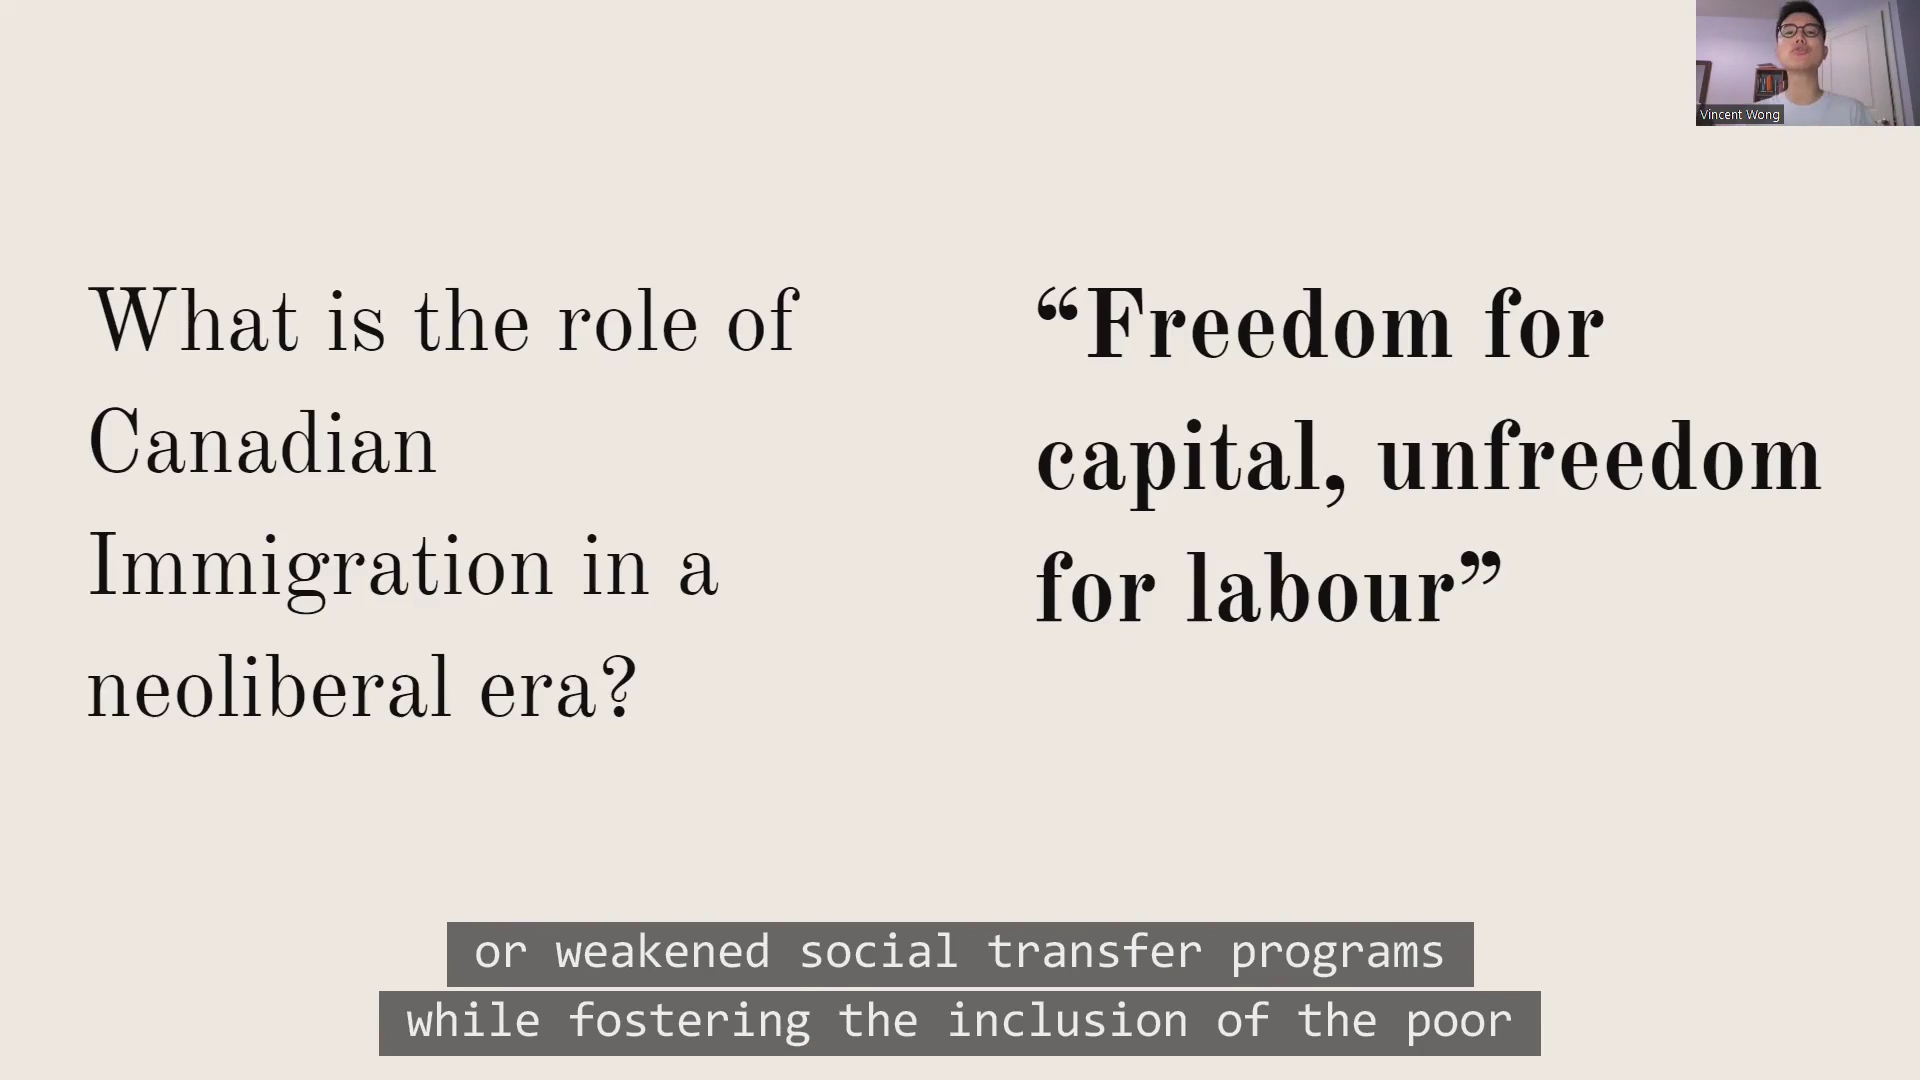 Vincent Wong
What is the role of
Canadian
Immigration in a
neoliberal era?
“Freedom for
capital, unfreedom
for labour”
or weakened social transfer programs
while fostering the inclusion of the poor